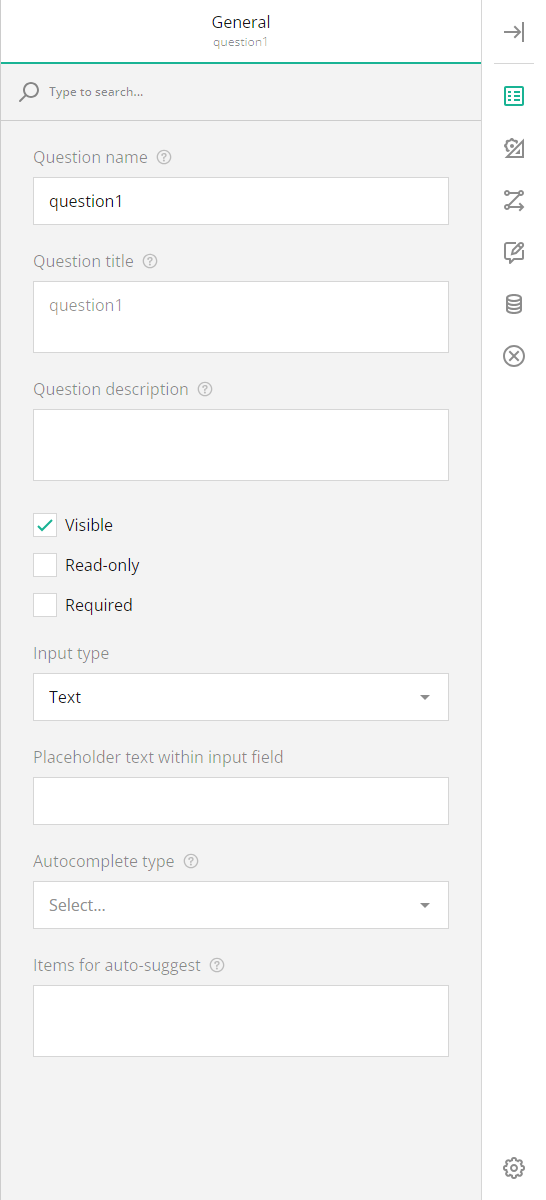 General
question1
Type to search...
Question name
question1
Question title
question1
Question description
Visible
Read-only
Required
Input type
Text
Placeholder text within input field
Autocomplete type
Select...
Items for auto-suggest